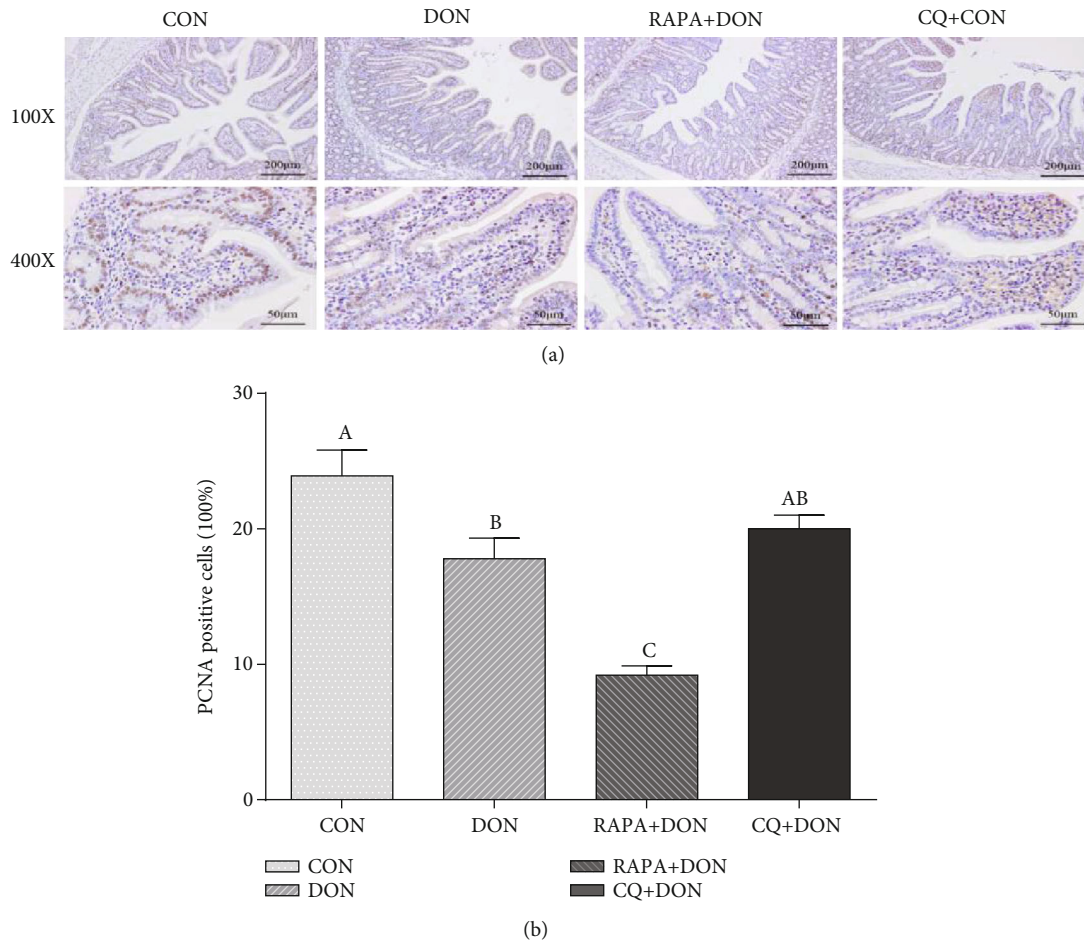 CON DON RAPA+DON CQ+CON
100X
200μm 200μm 200μm 200μm
400X
50μm 50μm 50μm 50μm
(a)
PCNA positive cells (100%)
30
20
10
0
A
B
C
AB
CON DON RAPA+DON CQ+DON
CON RAPA+DON
DON CQ+DON
(b)